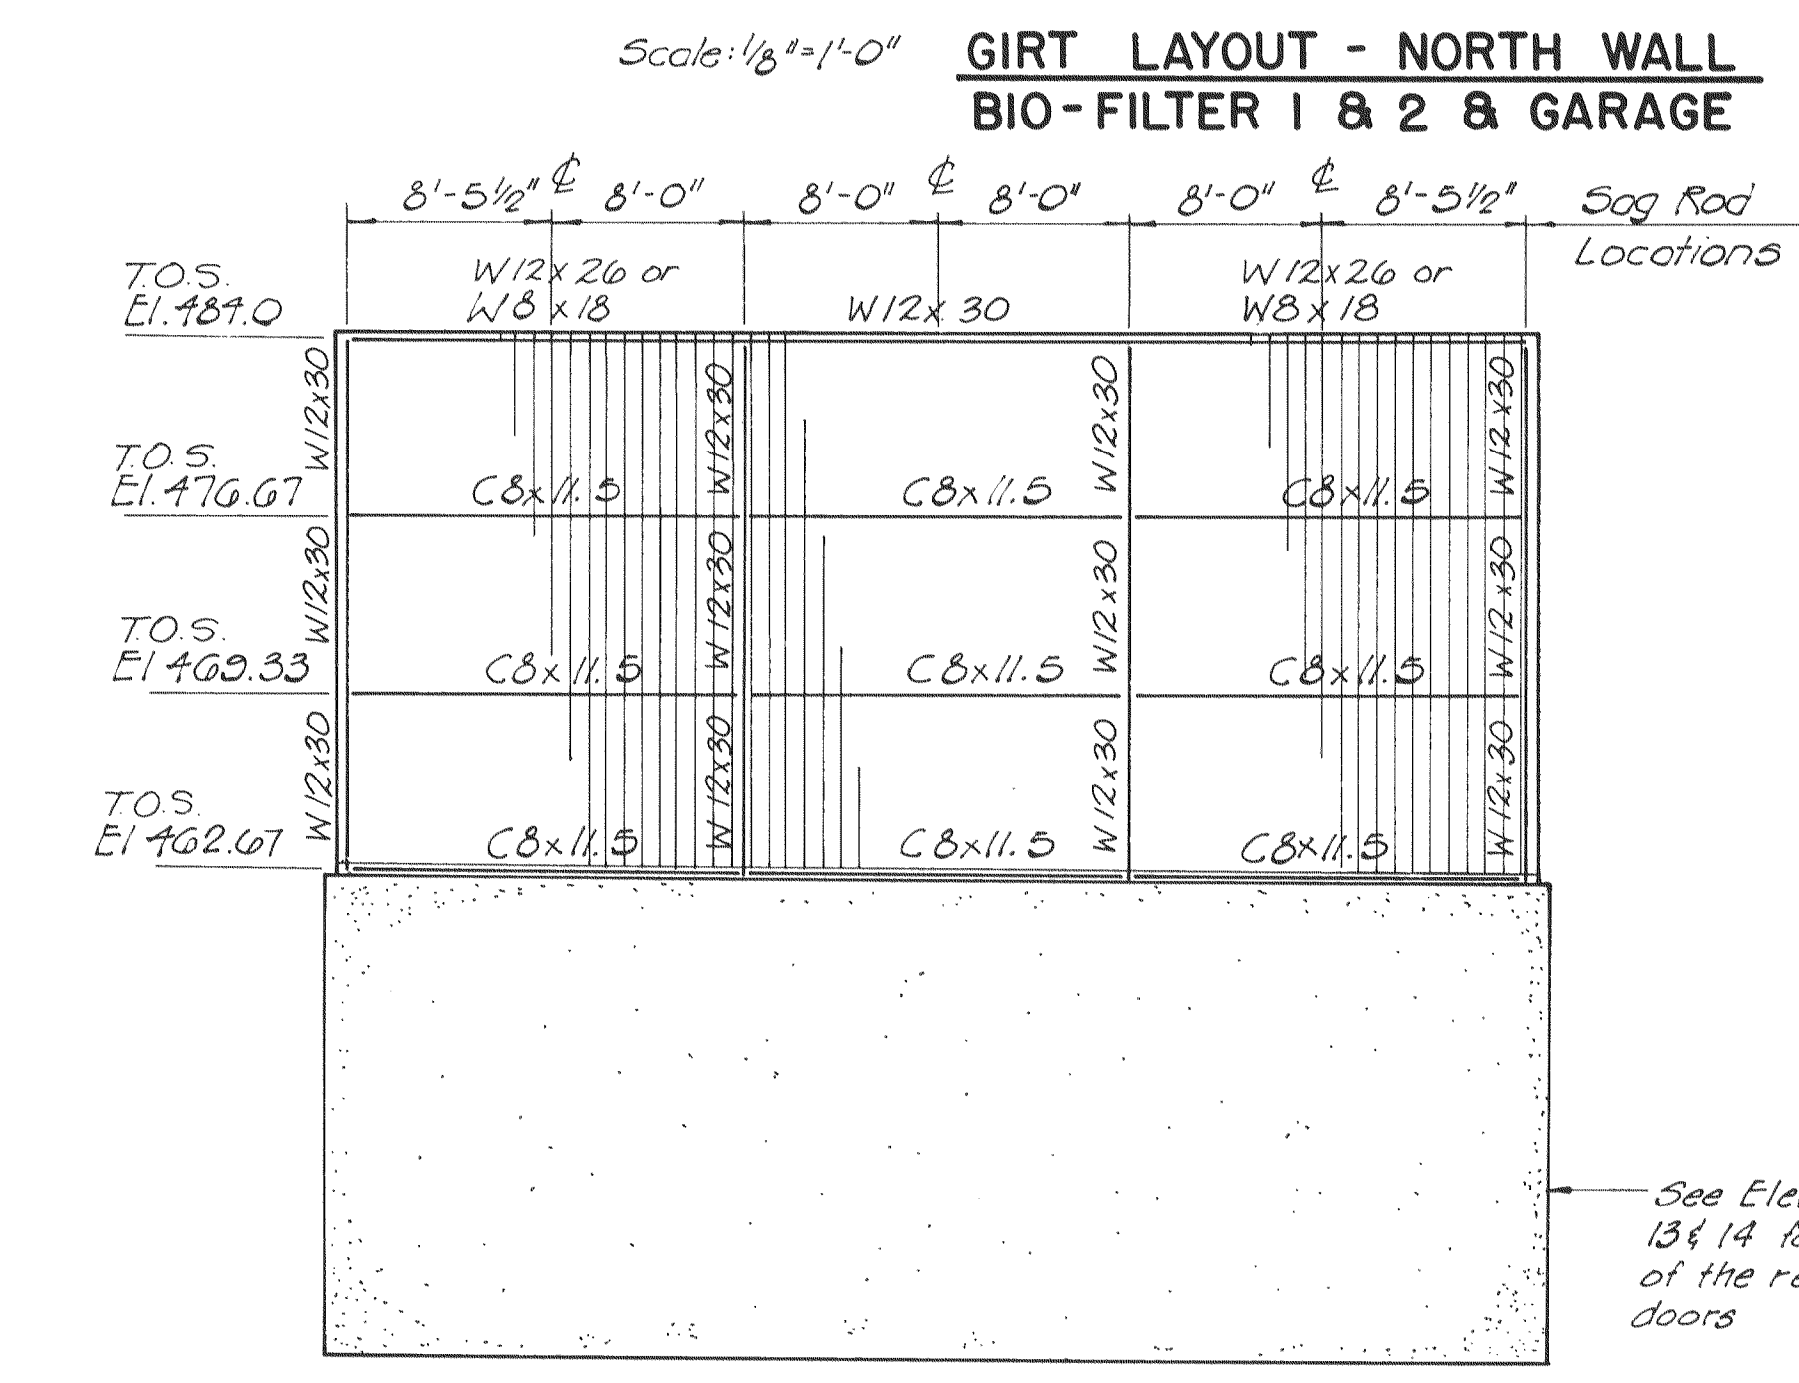 Scale: 1/8"=1'-0"
GIRT LAYOUT - NORTH WALL
BIO-FILTER 1 & 2 & GARAGE
8'-5 1/2" ℄ 8'-0" 8'-0" ℄ 8'-0" 8'-0" ℄ 8'-5 1/2" Sag Rod
Locations
T.O.S.
El. 484.0
W12x26 or
W8x18
W12x30
W12x26 or
W8x18
W12x30
W12x30
W12x30
W12x30
T.O.S.
El. 476.67
C8x11.5
C8x11.5
C8x11.5
W12x30
W12x30
W12x30
W12x30
T.O.S.
El 469.33
C8x11.5
C8x11.5
C8x11.5
W12x30
W12x30
W12x30
W12x30
T.O.S.
El 462.67
C8x11.5
C8x11.5
C8x11.5
See
13 & 14
of the
doors